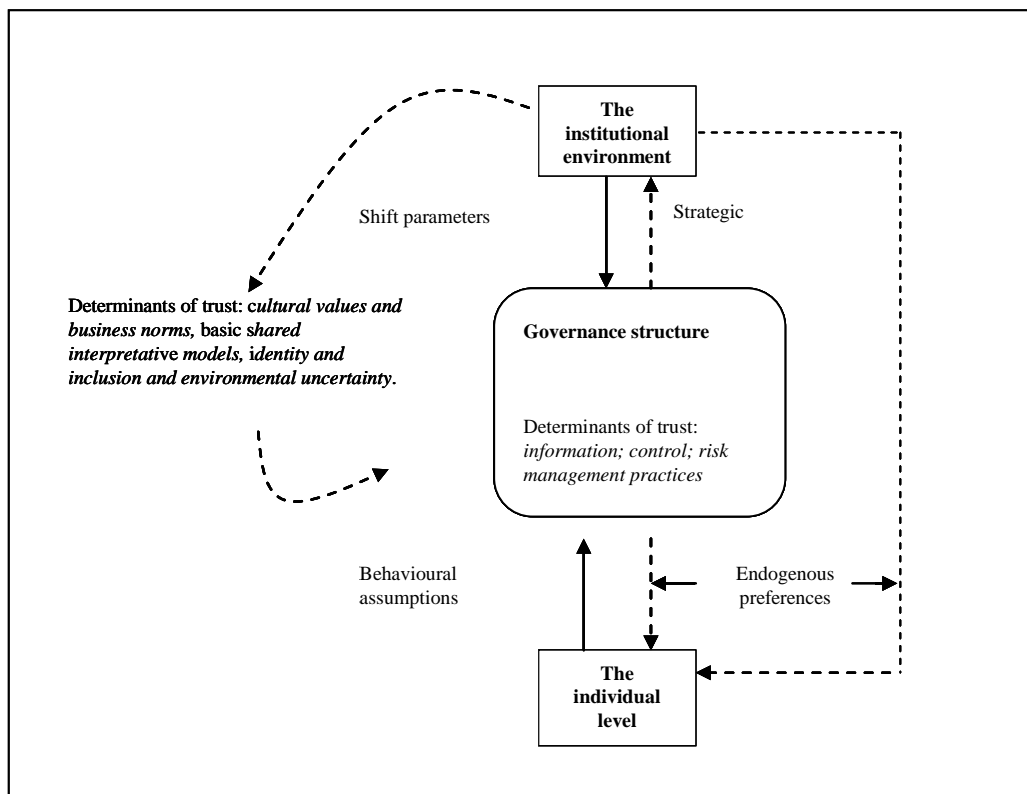 The
institutional
environment
Shift parameters
Strategic
Determinants of trust: cultural values and
business norms, basic shared
interpretative models, identity and
inclusion and environmental uncertainty.
Governance structure
Determinants of trust:
information; control; risk
management practices
Behavioural
assumptions
Endogenous
preferences
The
individual
level